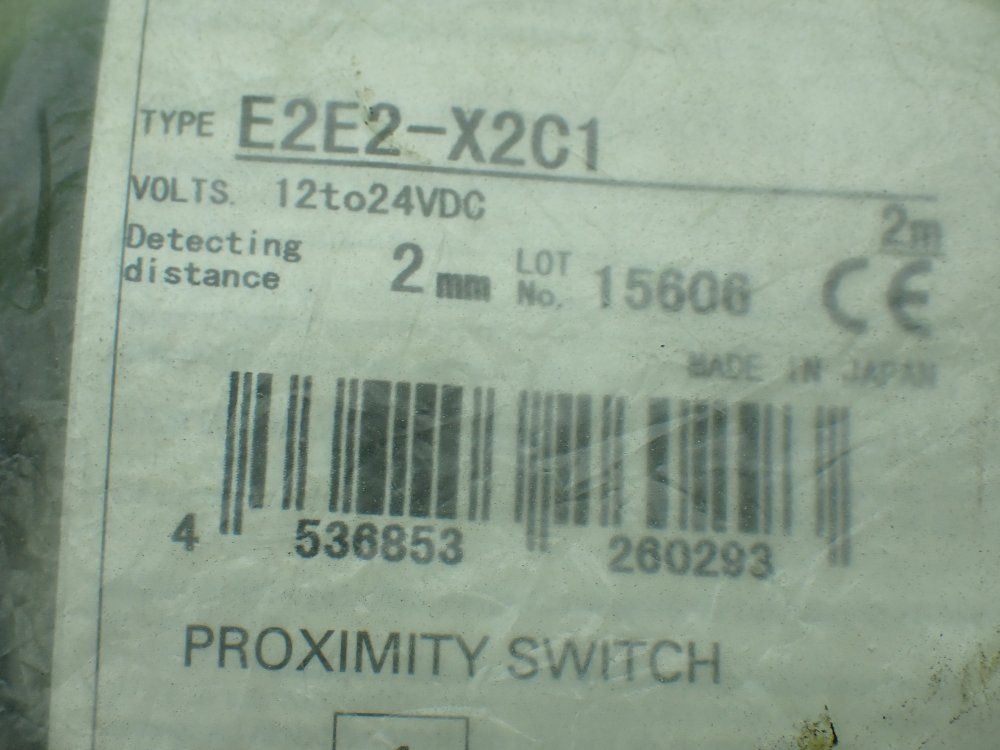 TYPE E2E2-X2C1
VOLTS. 12to24VDC
2m
Detecting distance 2mm LOT No. 15606
CE
MADE IN JAPAN
4 536853 260293
PROXIMITY SWITCH